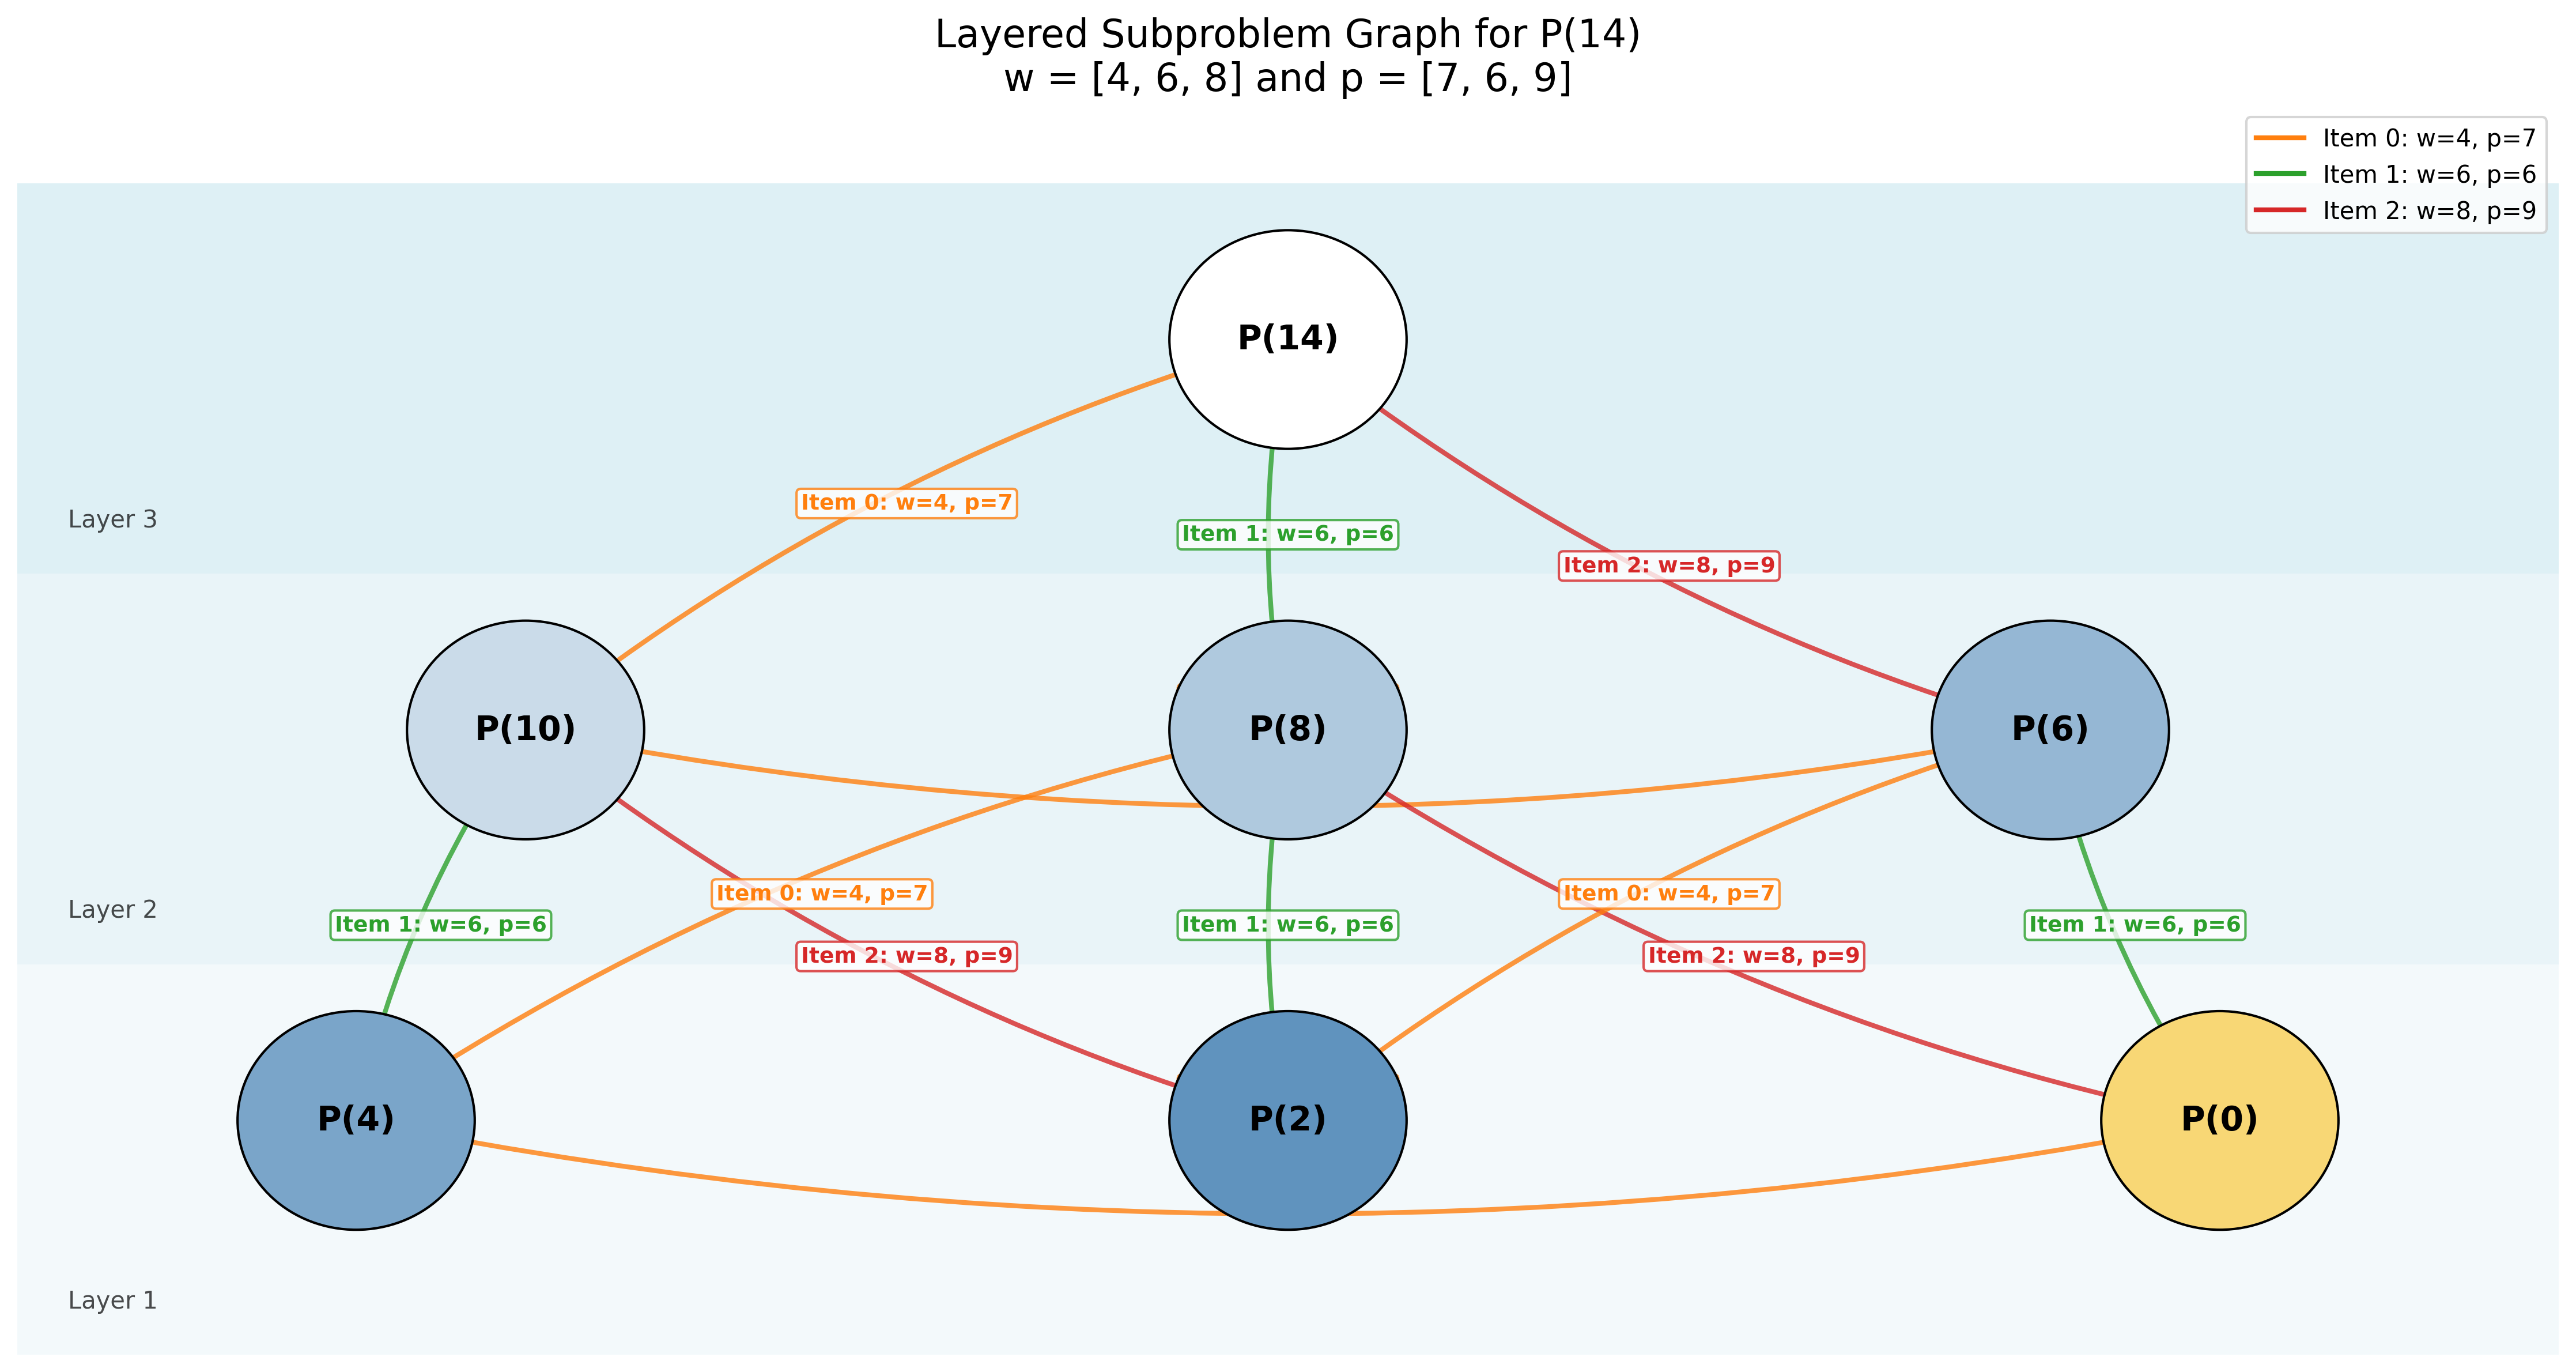 Layered Subproblem Graph for P(14)
w = [4, 6, 8] and p = [7, 6, 9]
Item 0: w=4, p=7
Item 1: w=6, p=6
Item 2: w=8, p=9
P(14)
Item 0: w=4, p=7
Layer 3
Item 1: w=6, p=6
Item 2: w=8, p=9
P(10)
P(8)
P(6)
Item 0: w=4, p=7
Item 0: w=4, p=7
Layer 2
Item 1: w=6, p=6
Item 1: w=6, p=6
Item 1: w=6, p=6
Item 2: w=8, p=9
Item 2: w=8, p=9
P(4)
P(2)
P(0)
Layer 1